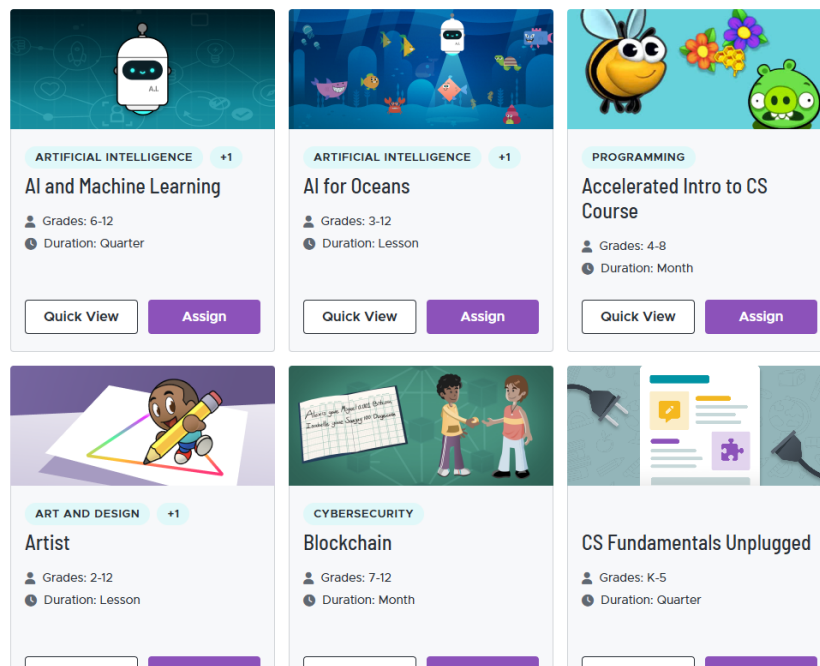 A.I.
A.I.
ARTIFICIAL INTELLIGENCE +1
AI and Machine Learning
Grades: 6-12
Duration: Quarter
Quick View Assign
ARTIFICIAL INTELLIGENCE +1
AI for Oceans
Grades: 3-12
Duration: Lesson
Quick View Assign
PROGRAMMING
Accelerated Intro to CS
Course
Grades: 4-8
Duration: Month
Quick View Assign
ART AND DESIGN +1
Artist
Grades: 2-12
Duration: Lesson
CYBERSECURITY
Blockchain
Grades: 7-12
Duration: Month
CS Fundamentals Unplugged
Grades: K-5
Duration: Quarter